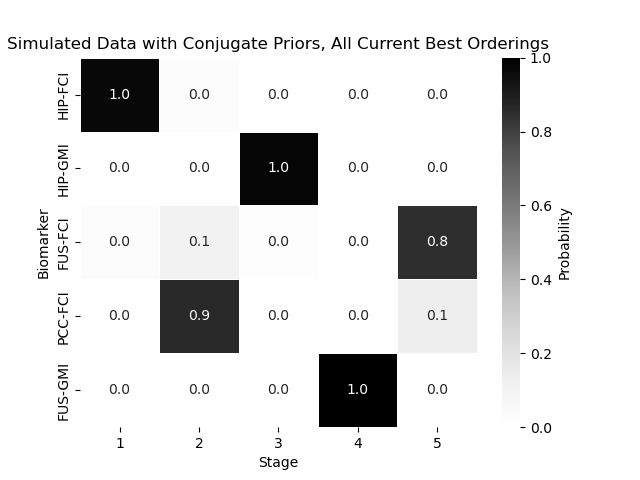 Simulated Data with Conjugate Priors, All Current Best Orderings
Biomarker
HIP-FCI 1.0 0.0 0.0 0.0 0.0
HIP-GMI 0.0 0.0 1.0 0.0 0.0
FUS-FCI 0.0 0.1 0.0 0.0 0.8
PCC-FCI 0.0 0.9 0.0 0.0 0.1
FUS-GMI 0.0 0.0 0.0 1.0 0.0
1 2 3 4 5
Stage
1.0
0.8
0.6
0.4
0.2
0.0
Probability